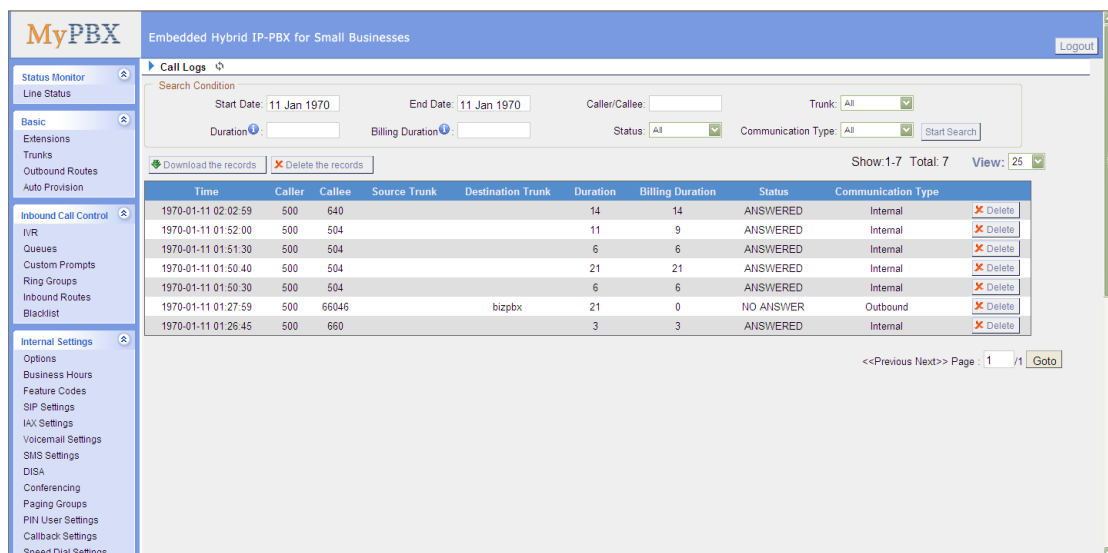 MyPBX
Embedded Hybrid IP-PBX for Small Businesses
Logout
Status Monitor
Line Status
Basic
Extensions
Trunks
Outbound Routes
Auto Provision
Inbound Call Control
IVR
Queues
Custom Prompts
Ring Groups
Inbound Routes
Blacklist
Internal Settings
Options
Business Hours
Feature Codes
SIP Settings
IAX Settings
Voicemail Settings
SMS Settings
DISA
Conferencing
Paging Groups
PIN User Settings
Callback Settings
Speed Dial Settings
Call Logs
Search Condition
Start Date: 11 Jan 1970 End Date: 11 Jan 1970 Caller/Callee: Trunk: All
Duration : Billing Duration : Status: All Communication Type: All Start Search
Download the records Delete the records Show:1-7 Total: 7 View: 25
Time Caller Callee Source Trunk Destination Trunk Duration Billing Duration Status Communication Type
1970-01-11 02:02:59 500 640 14 14 ANSWERED Internal Delete
1970-01-11 01:52:00 500 504 11 9 ANSWERED Internal Delete
1970-01-11 01:51:30 500 504 6 6 ANSWERED Internal Delete
1970-01-11 01:50:40 500 504 21 21 ANSWERED Internal Delete
1970-01-11 01:50:30 500 504 6 6 ANSWERED Internal Delete
1970-01-11 01:27:59 500 66046 bizpbx 21 0 NO ANSWER Outbound Delete
1970-01-11 01:26:45 500 660 3 3 ANSWERED Internal Delete
<<Previous Next>> Page : 1 /1 Goto